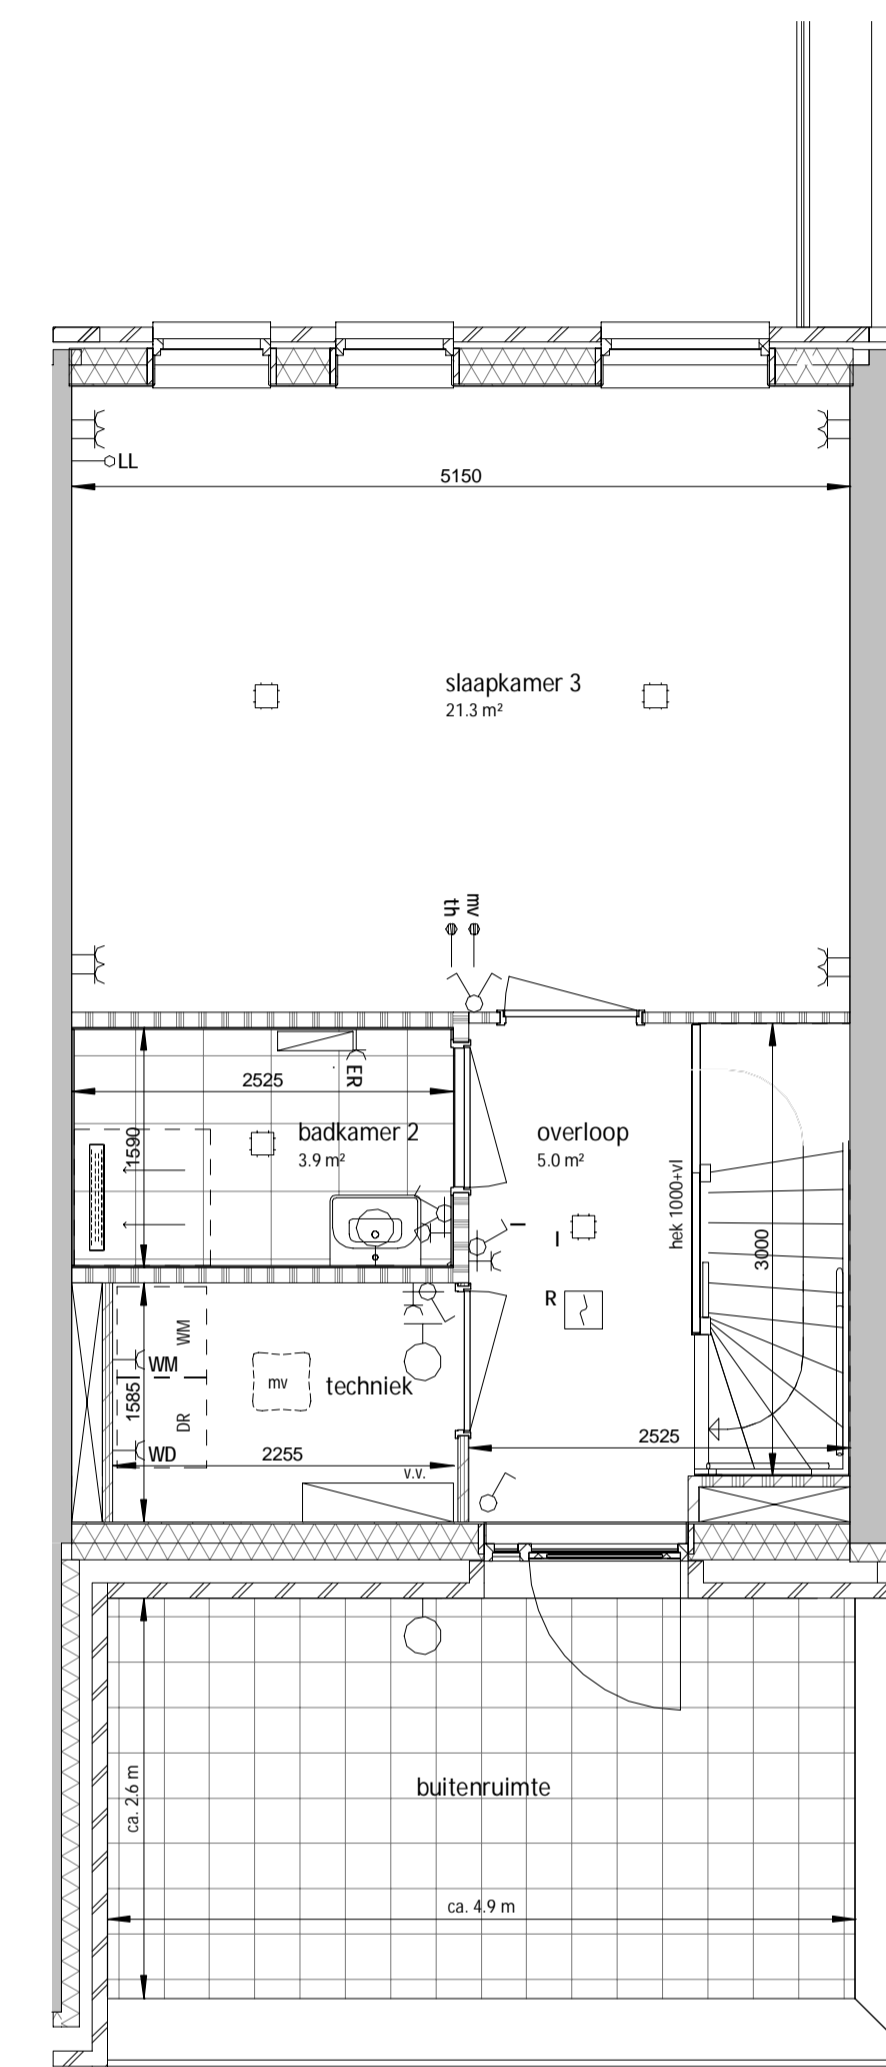 LL
5150
slaapkamer 3
21.3 m²
th
mv
2525
ER
1590
badkamer 2
3.9 m²
overloop
5.0 m²
hek 1000+vl
3000
I
I
R
WM
WM
mv
techniek
1585
DR
WD
2255
v.v.
2525
buitenruimte
ca. 2.6 m
ca. 4.9 m